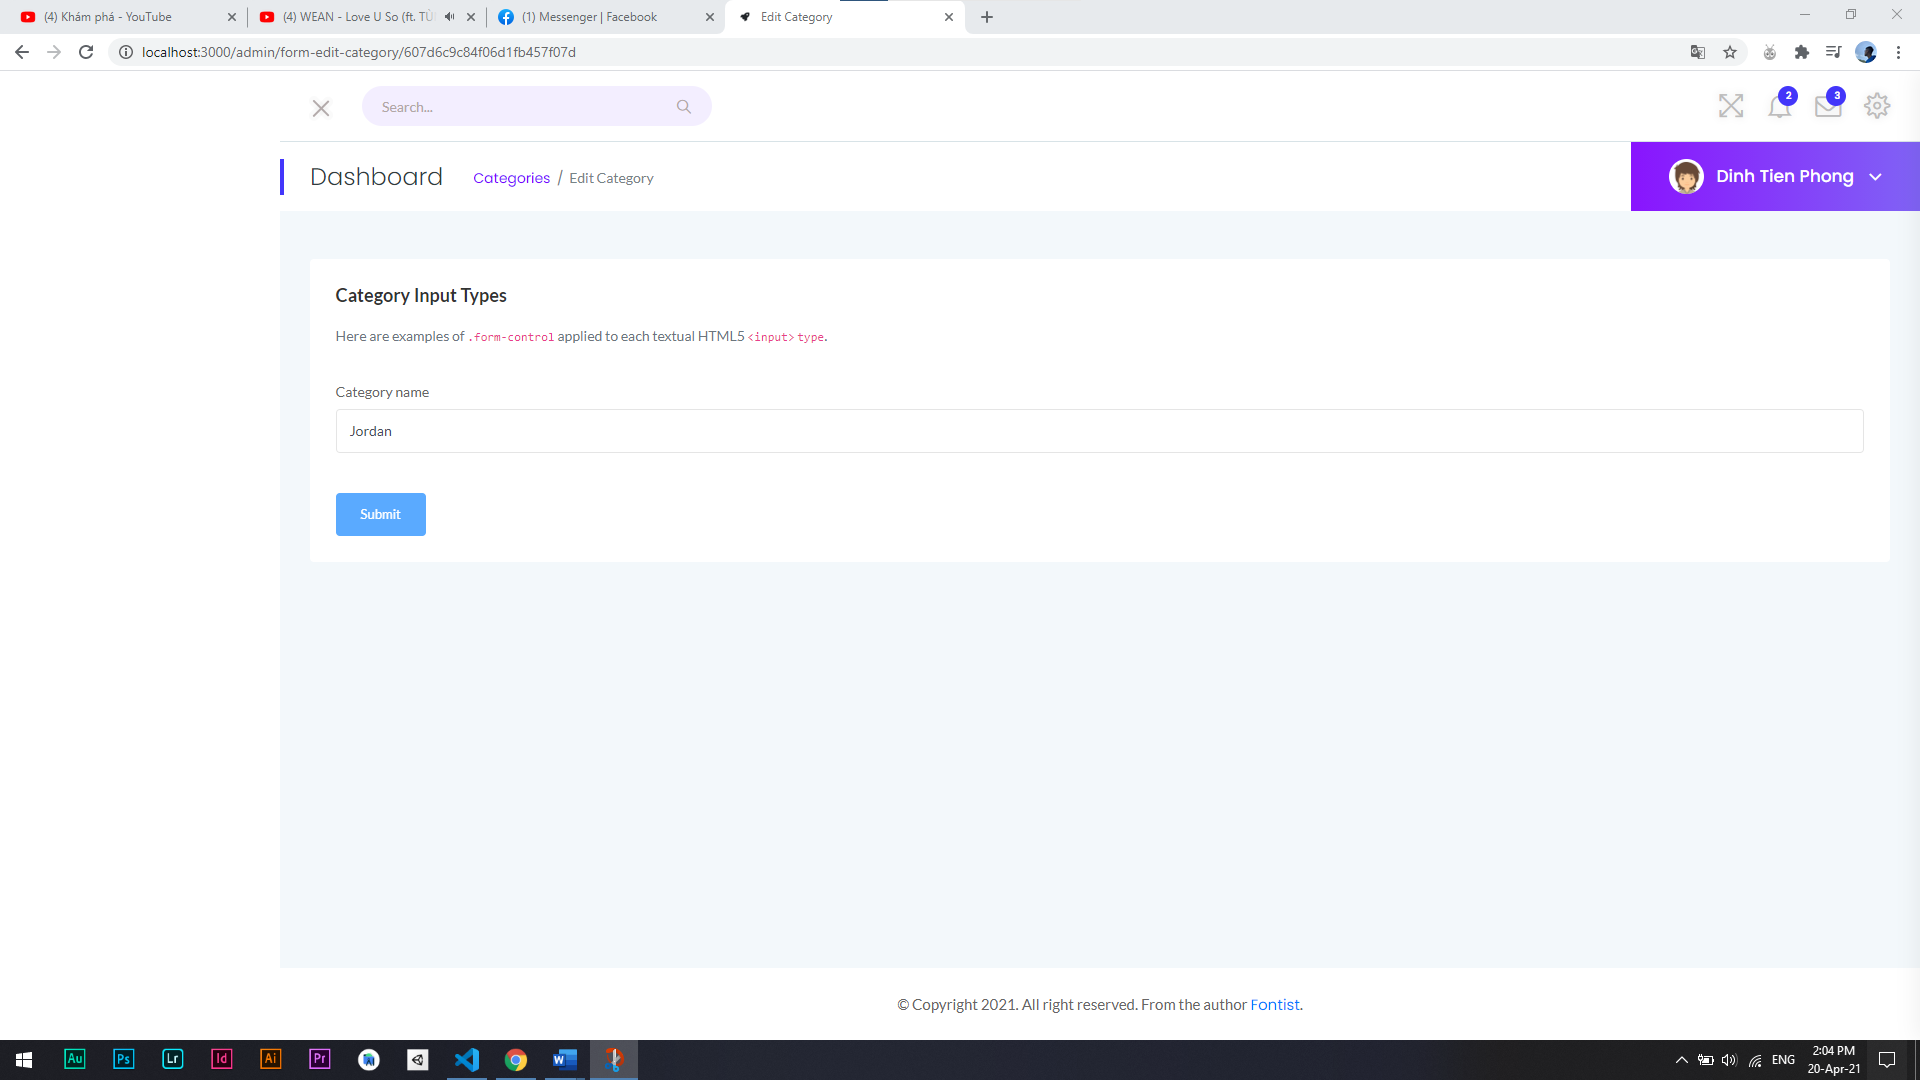 (4) Khám phá - YouTube
(4) WEAN - Love U So (ft. TÙ
(1) Messenger | Facebook
Edit Category
localhost:3000/admin/form-edit-category/607d6c9c84f06d1fb457f07d
Search...
2
3
Dashboard
Categories / Edit Category
Dinh Tien Phong
Category Input Types
Here are examples of .form-control applied to each textual HTML5 <input> type.
Category name
Jordan
Submit
© Copyright 2021. All right reserved. From the author Fontist.
Au
Ps
Lr
Id
Ai
Pr
W
ENG
2:04 PM
20-Apr-21